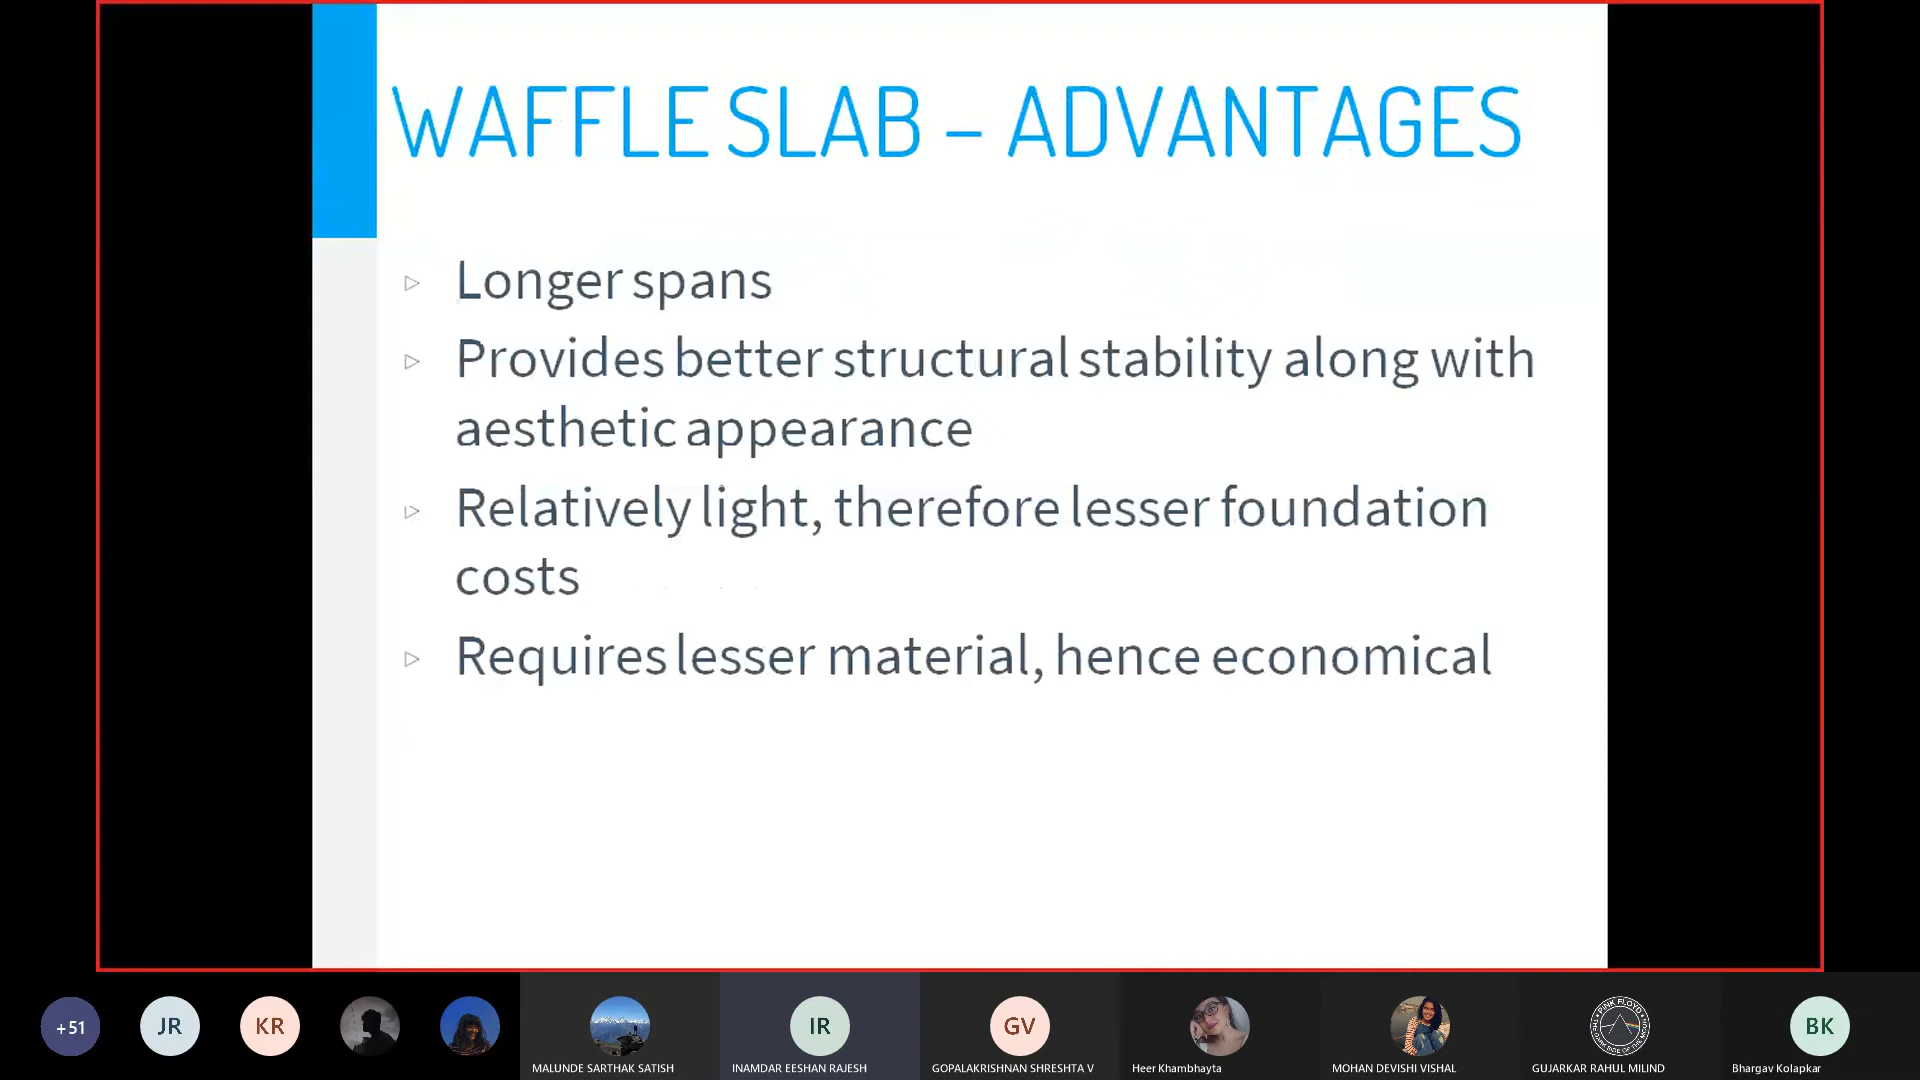 WAFFLE SLAB – ADVANTAGES
Longer spans
Provides better structural stability along with
aesthetic appearance
Relatively light, therefore lesser foundation
costs
Requires lesser material, hence economical
+51
JR
KR
IR
GV
BK
MALUNDE SARTHAK SATISH
INAMDAR EESHAN RAJESH
GOPALAKRISHNAN SHRESHTA V
Heer Khambhayta
MOHAN DEVISHI VISHAL
GUJARKAR RAHUL MILIND
Bhargav Kolapkar
PINK FLOYD